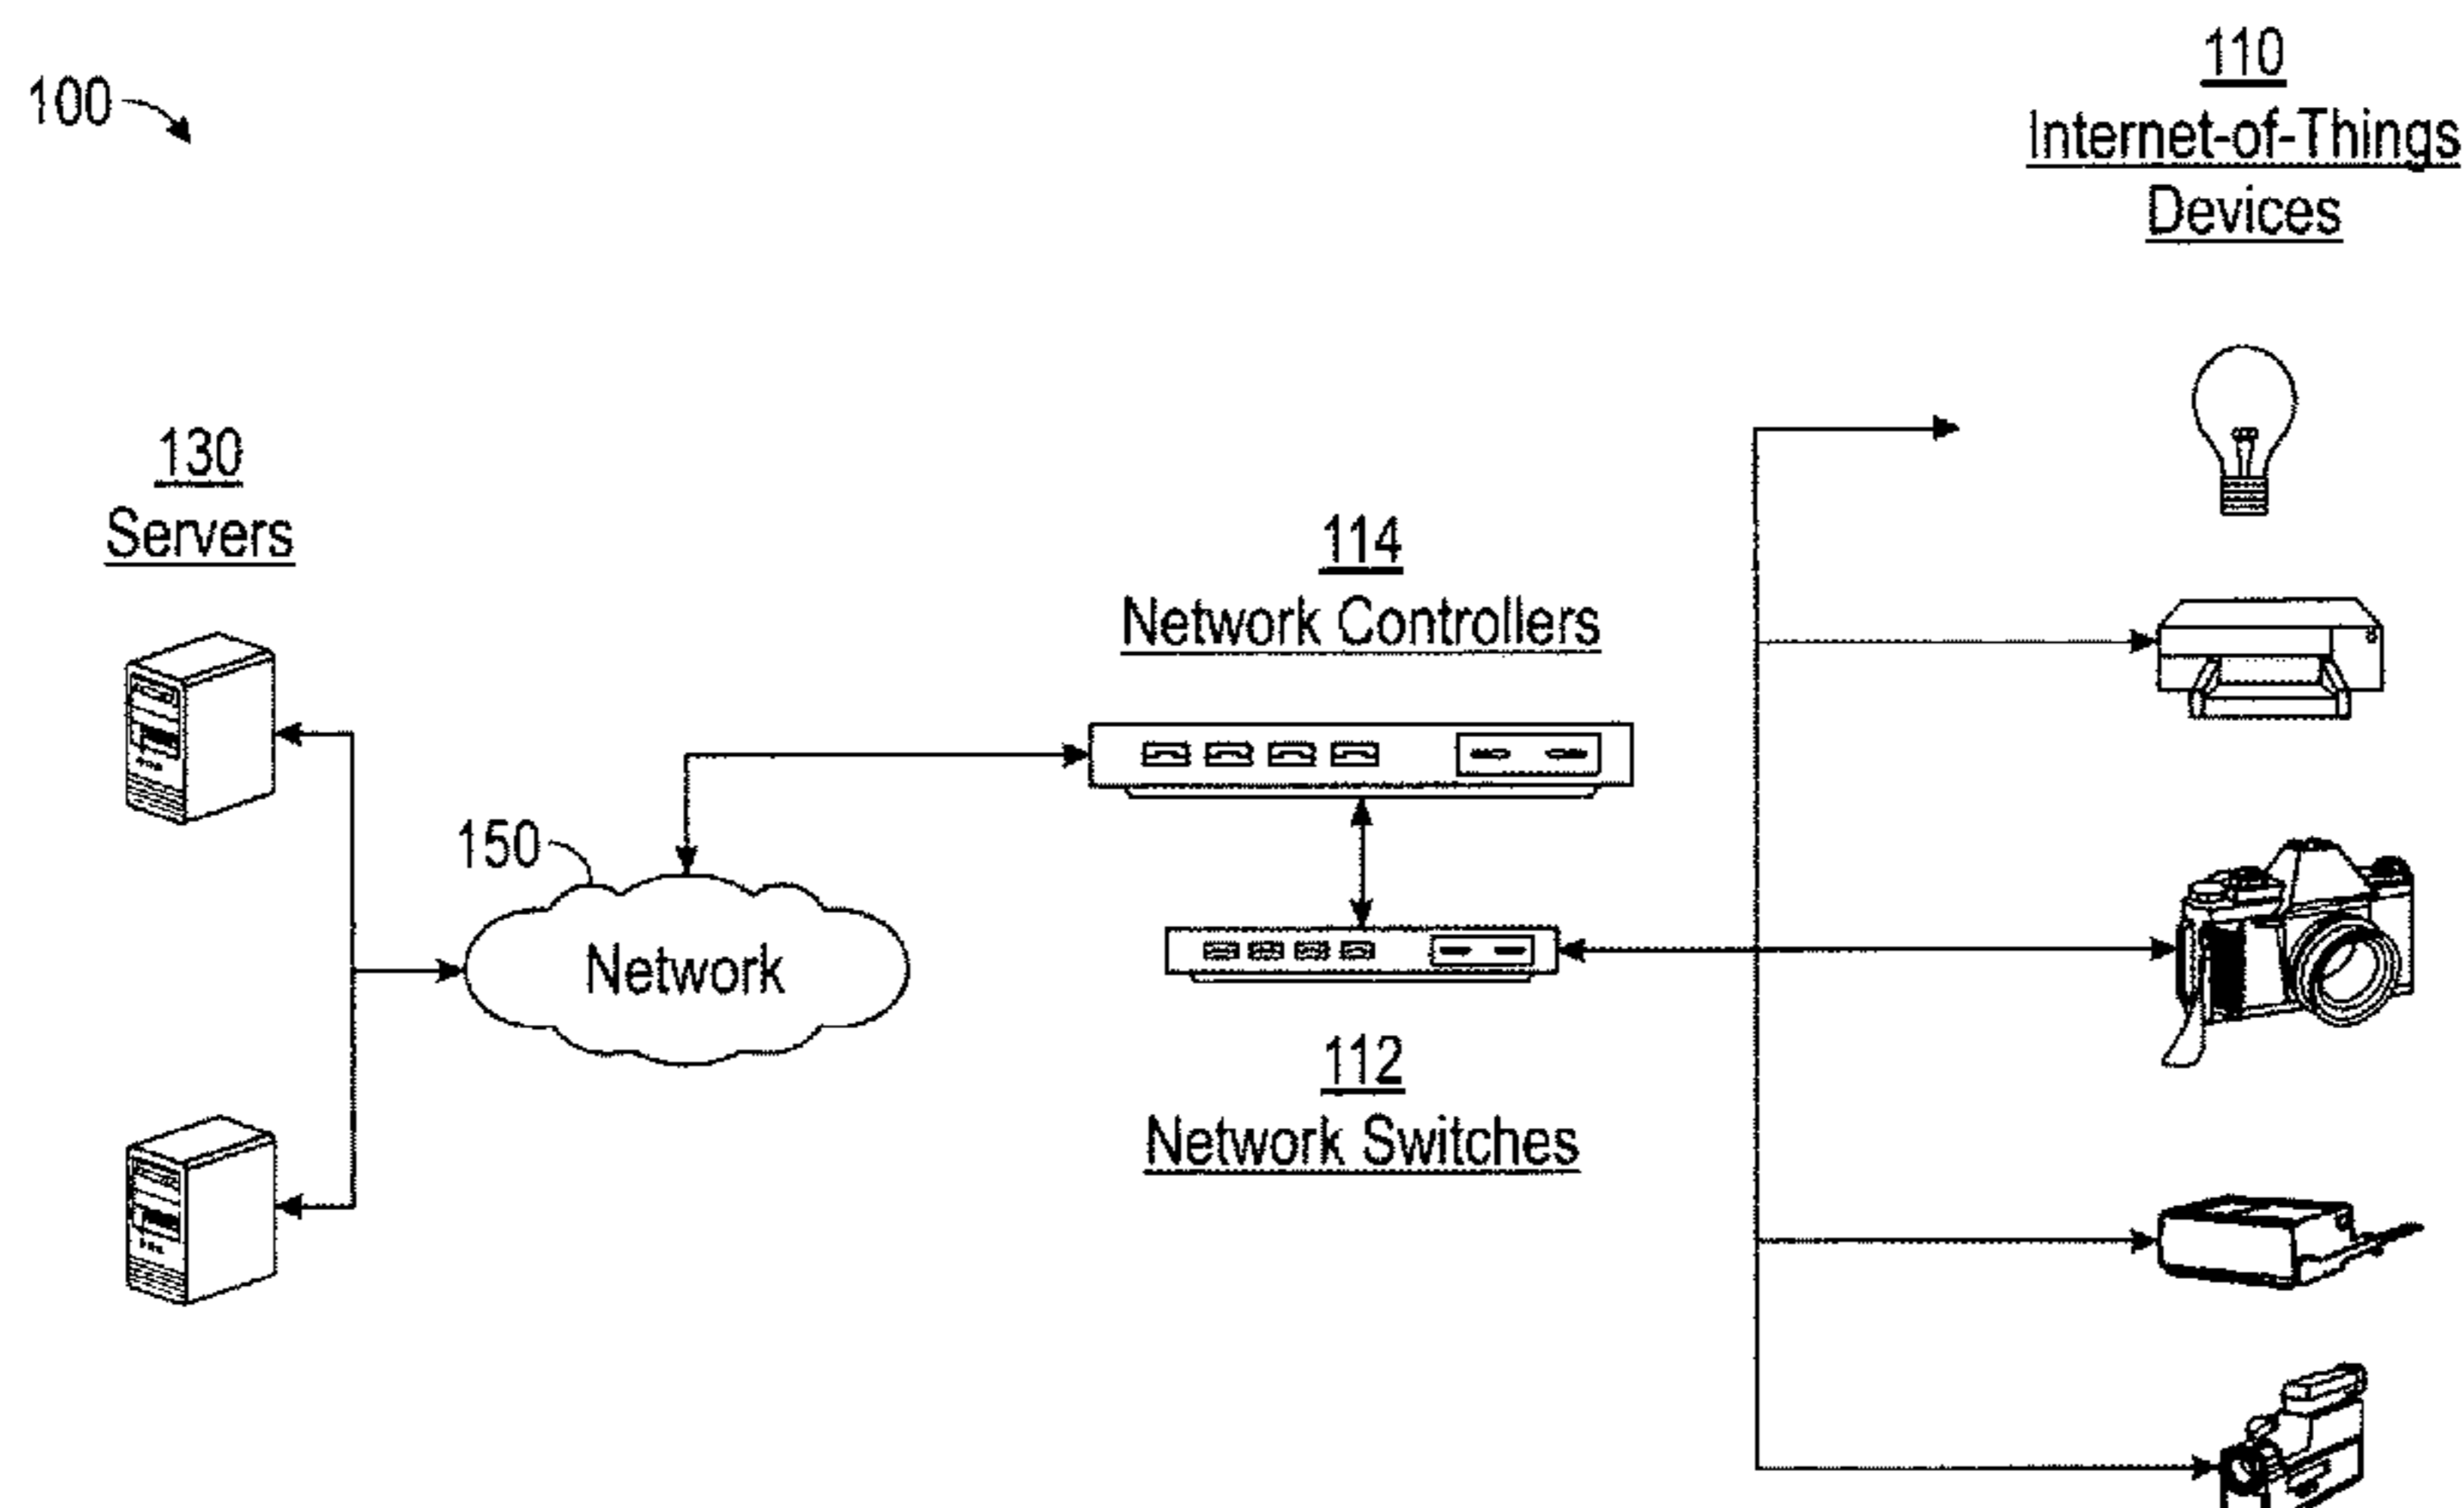 100
110
Internet-of-Things
Devices
130
Servers
114
Network Controllers
150
Network
112
Network Switches